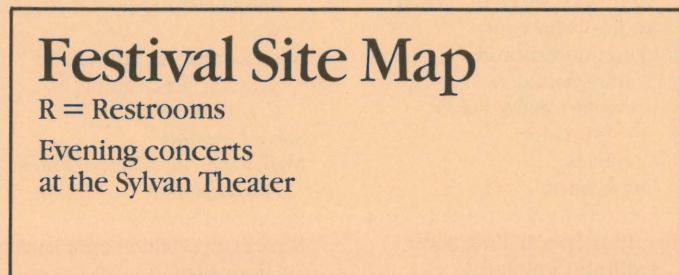 Festival Site Map
R = Restrooms
Evening concerts
at the Sylvan Theater